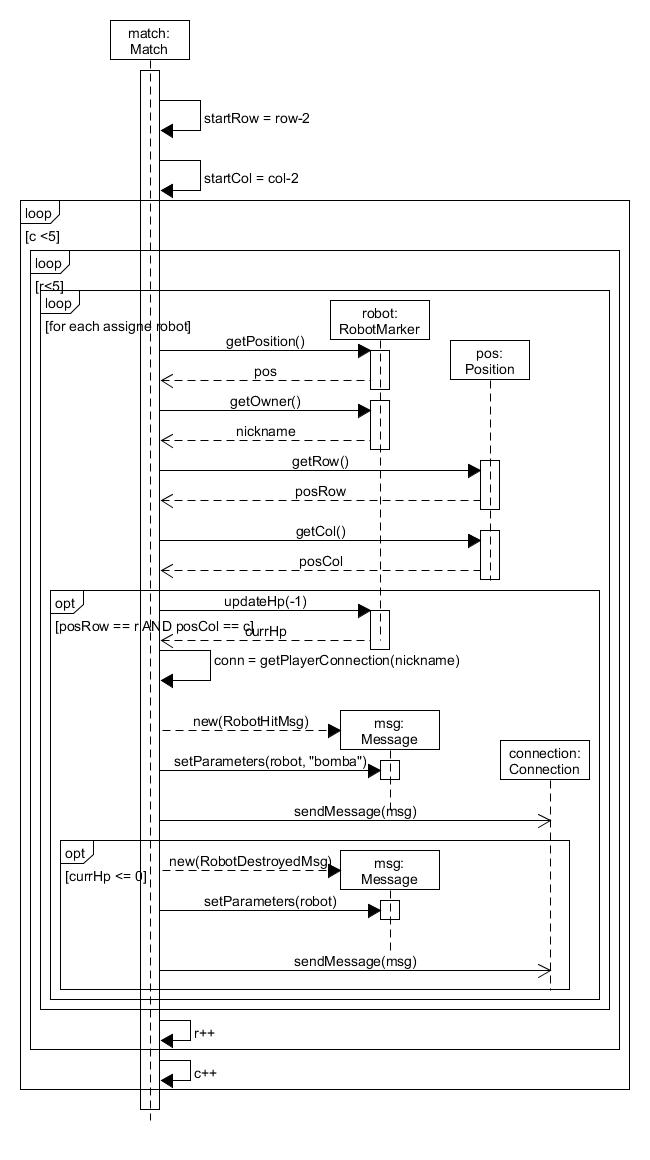 match:
Match
startRow = row-2
startCol = col-2
loop
[c <5]
loop
[r<5]
loop
[for each assigne robot]
robot:
RobotMarker
getPosition()
pos:
Position
pos
getOwner()
nickname
getRow()
posRow
getCol()
posCol
opt
updateHp(-1)
[posRow == r AND posCol == c]
currHp
conn = getPlayerConnection(nickname)
new(RobotHitMsg)
msg:
Message
setParameters(robot, "bomba")
connection:
Connection
sendMessage(msg)
opt
[currHp <= 0]
new(RobotDestroyedMsg)
msg:
Message
setParameters(robot)
sendMessage(msg)
r++
c++